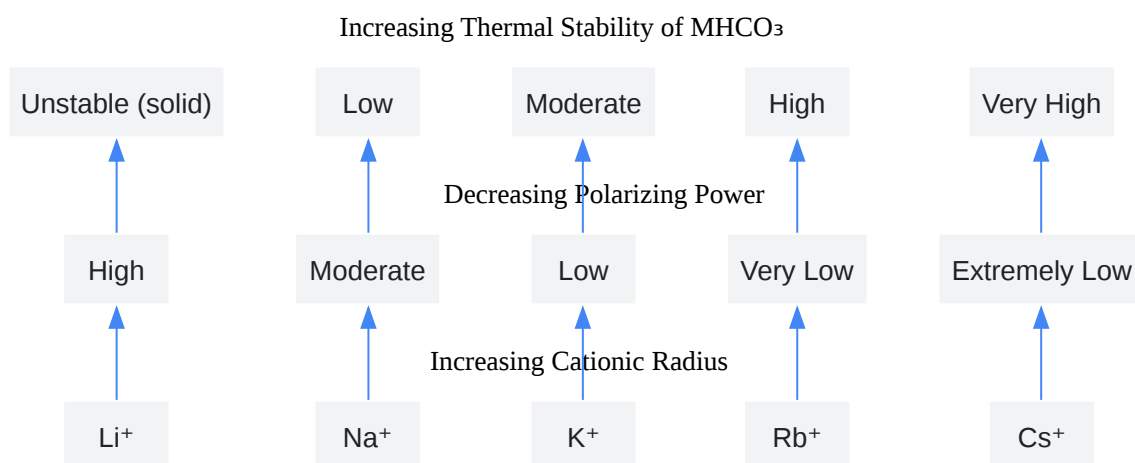 Increasing Thermal Stability of MHCO₃
Unstable (solid) Low Moderate High Very High
Decreasing Polarizing Power
High Moderate Low Very Low Extremely Low
Increasing Cationic Radius
Li⁺ Na⁺ K⁺ Rb⁺ Cs⁺